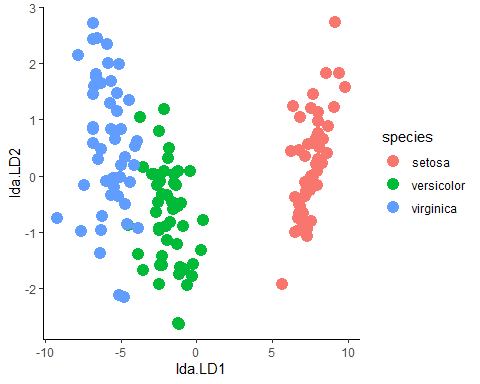 3
2
1
0
-1
-2
lda.LD2
-10
-5
0
5
10
lda.LD1
species
setosa
versicolor
virginica